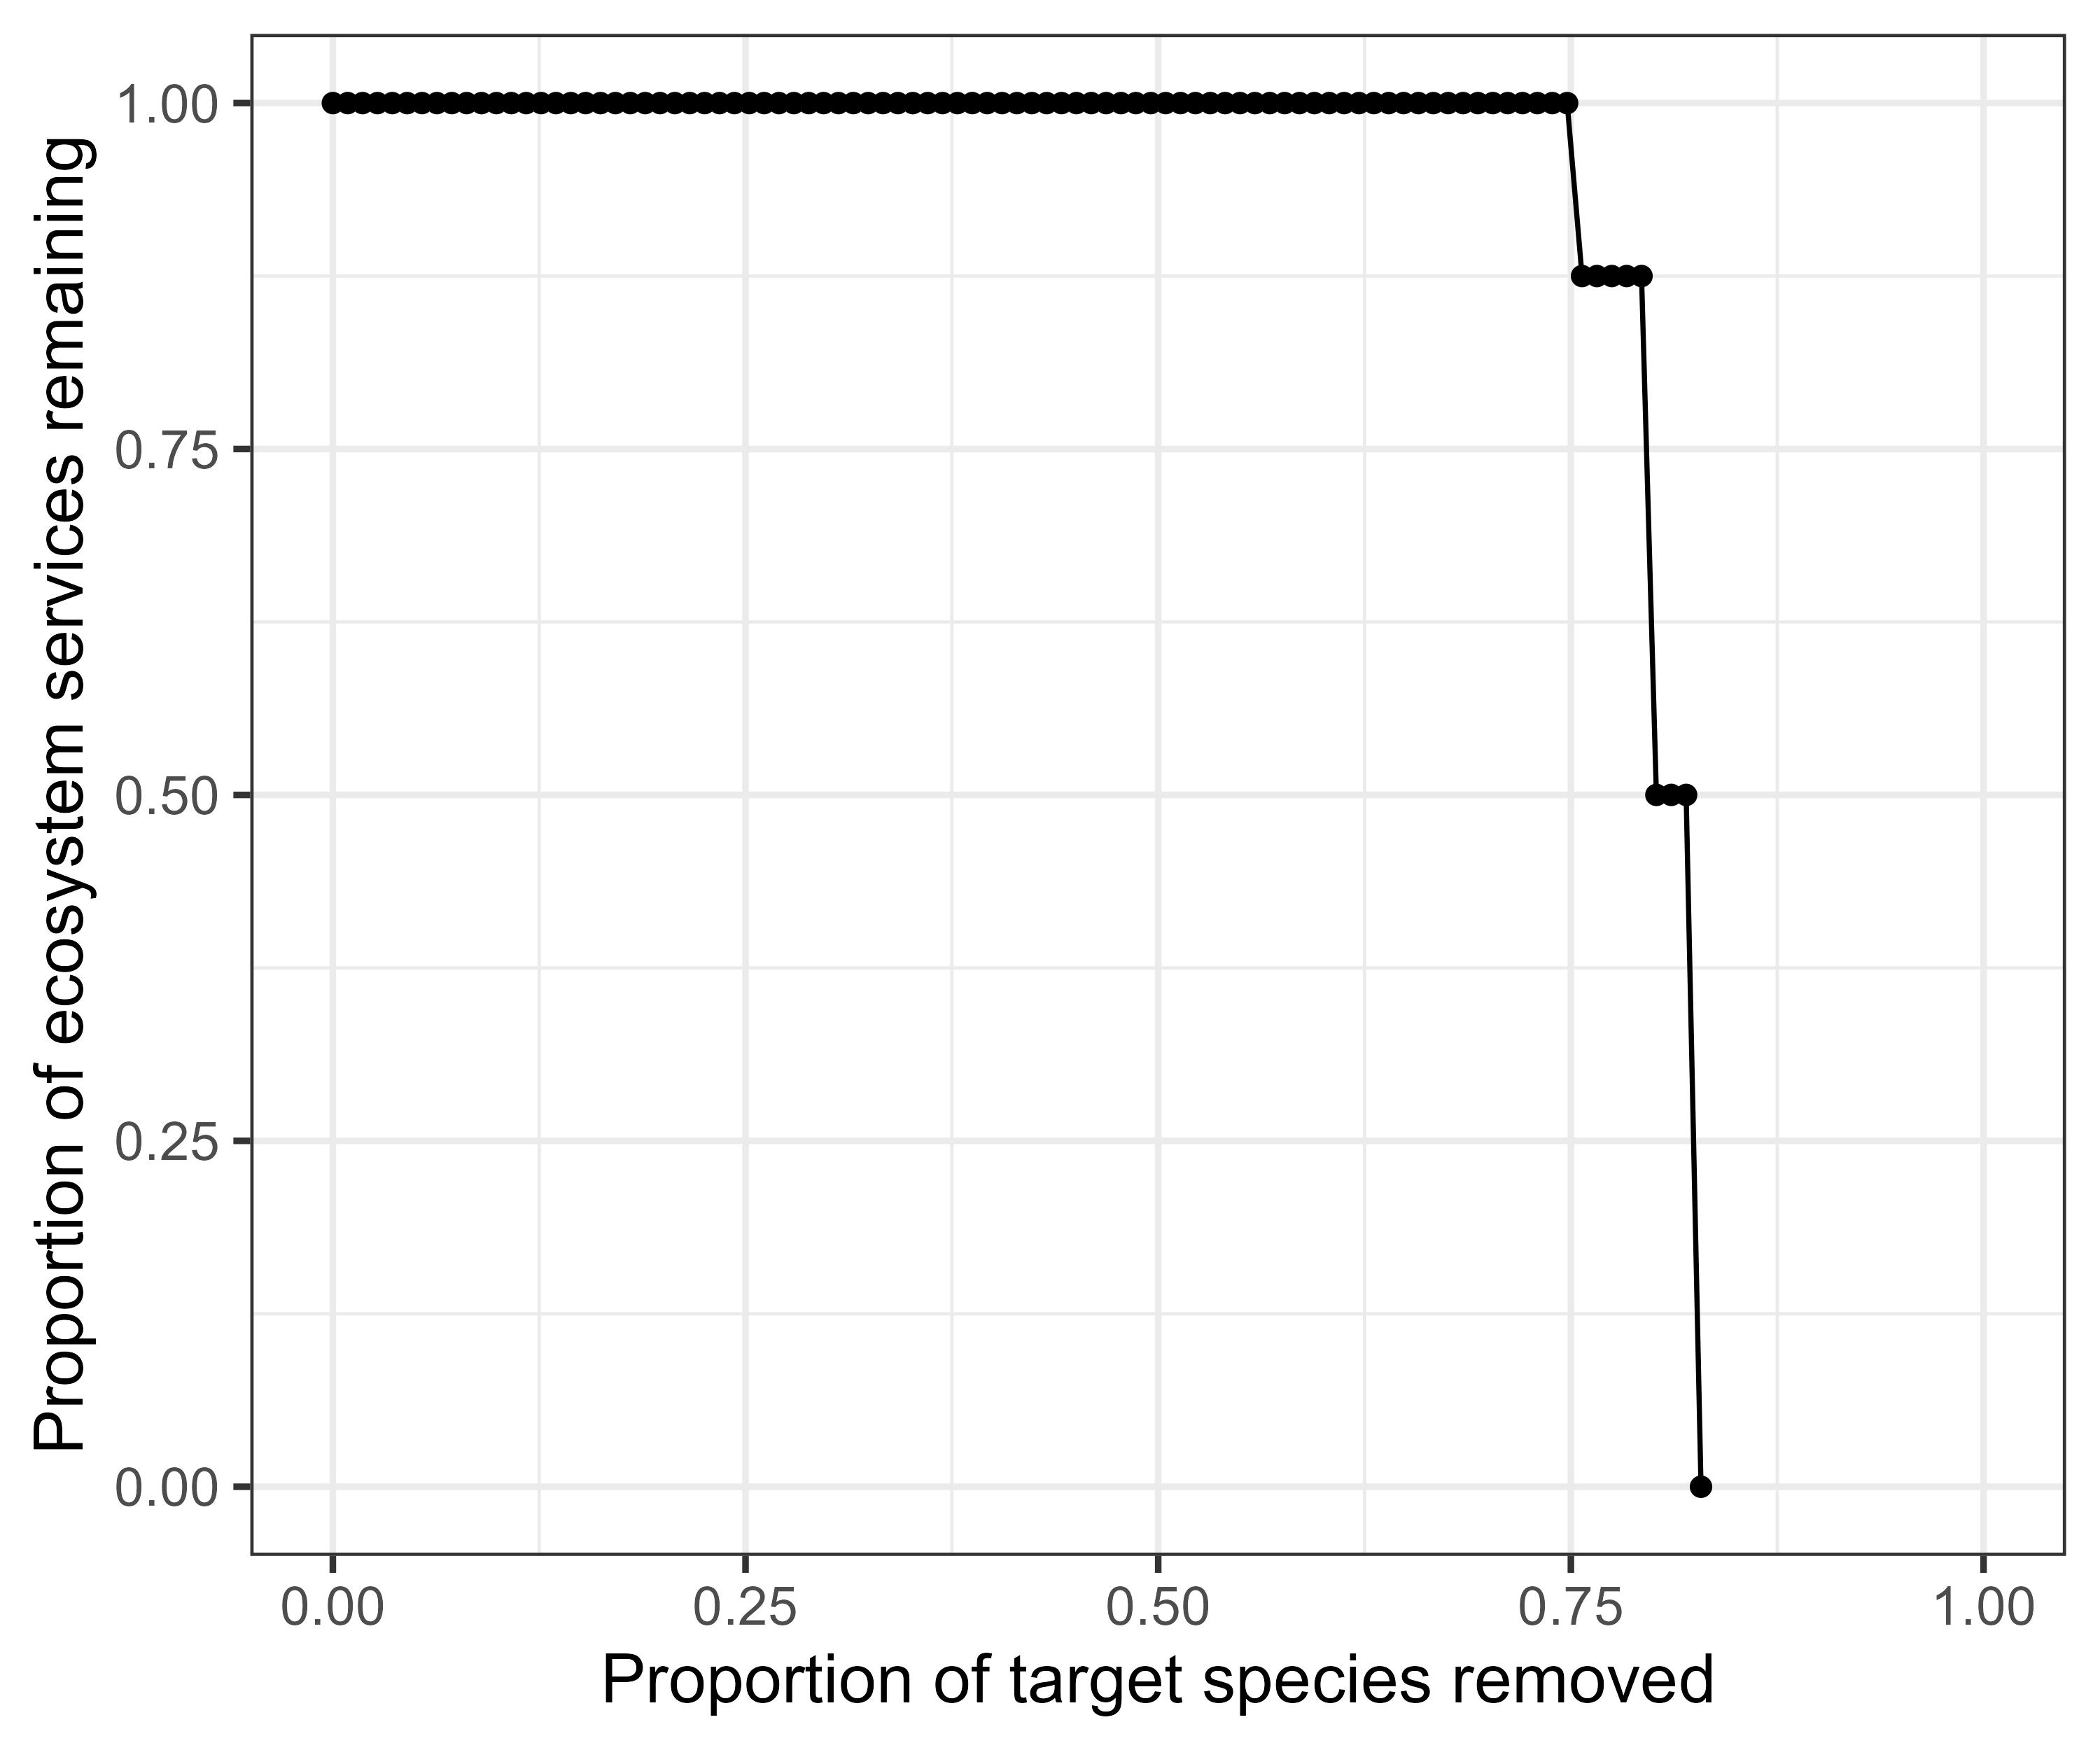 Proportion of ecosystem services remaining
1.00
0.75
0.50
0.25
0.00
0.00 0.25 0.50 0.75 1.00
Proportion of target species removed